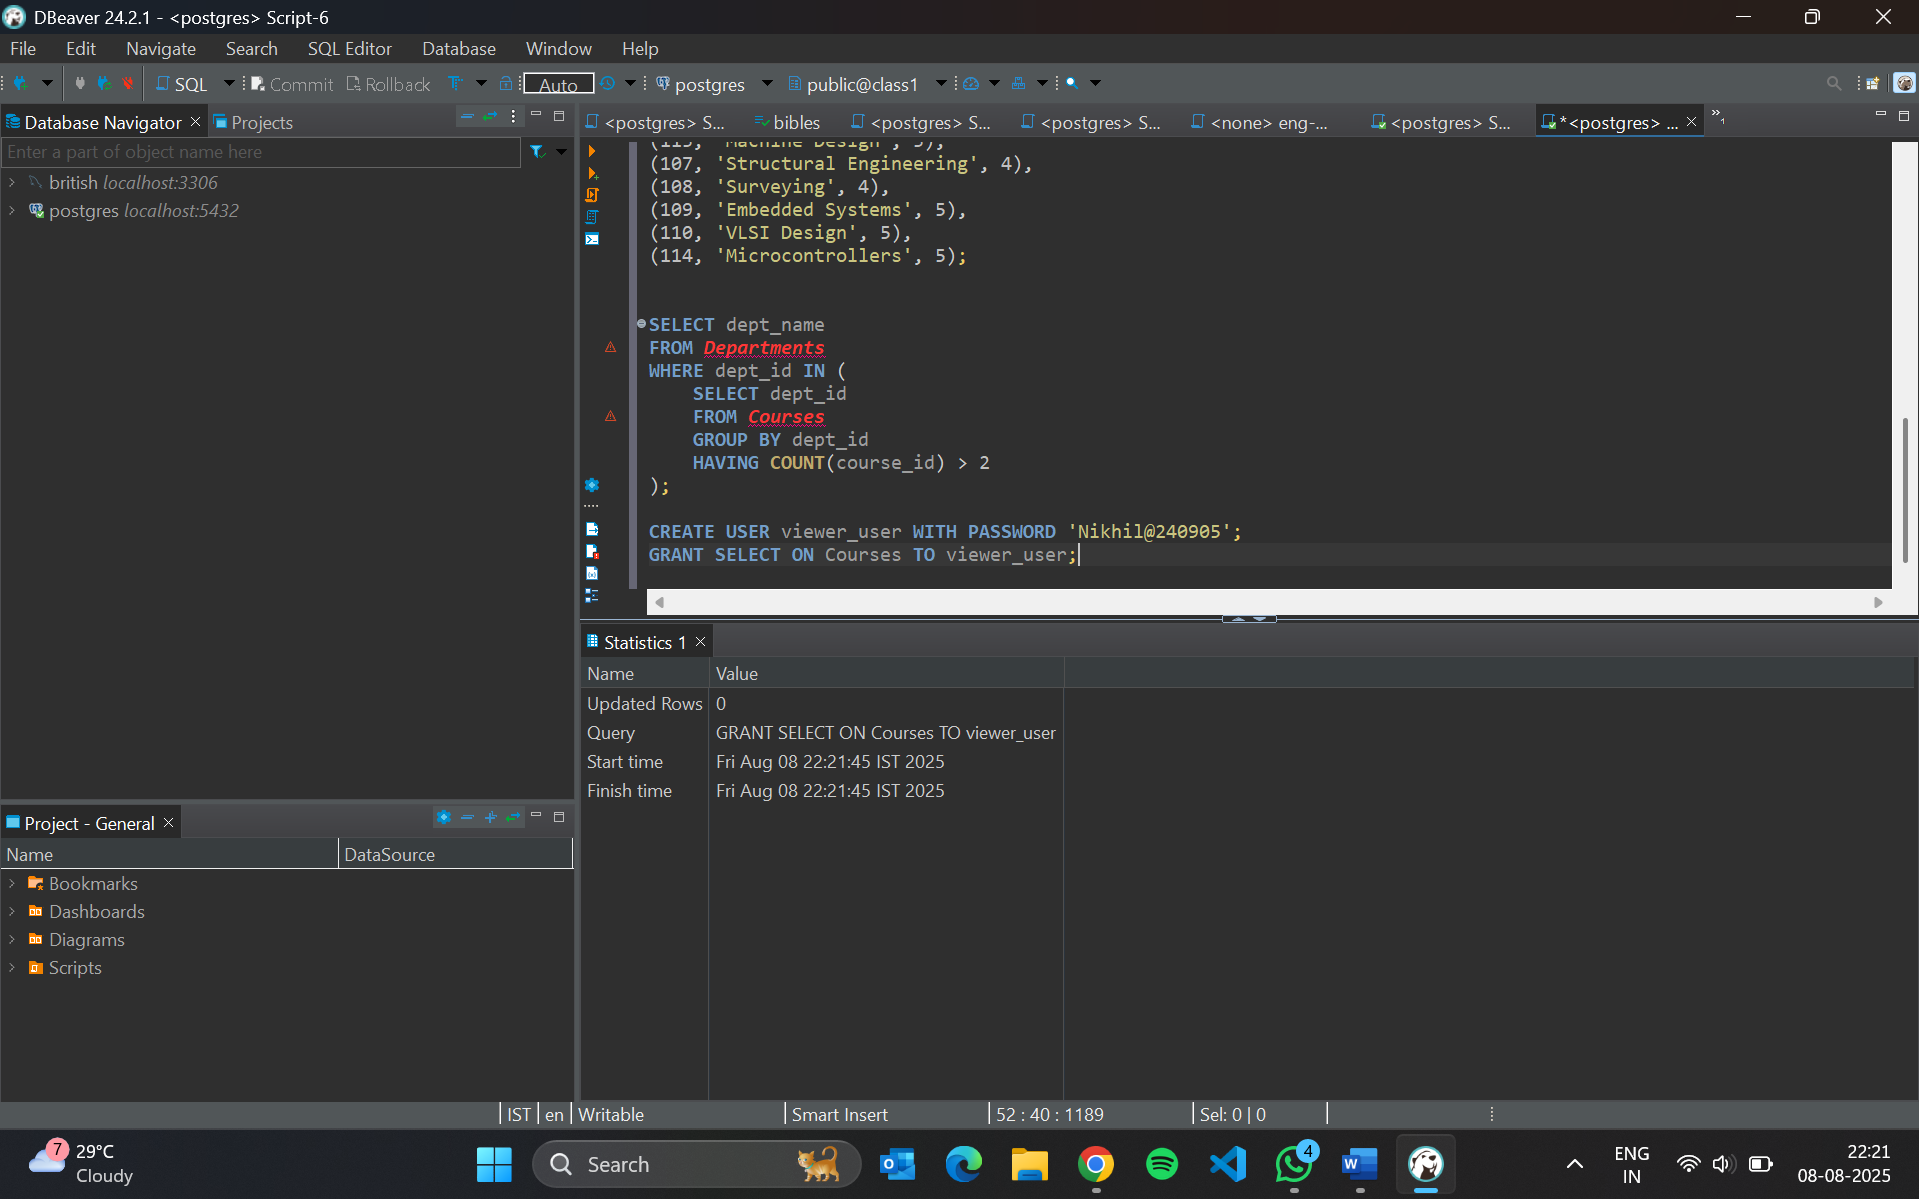 DBeaver 24.2.1 - <postgres> Script-6
File Edit Navigate Search SQL Editor Database Window Help
SQL Commit Rollback Auto postgres public@class1
Database Navigator Projects
<postgres> S... bibles <postgres> S... <postgres> S... <none> eng-... <postgres> S... *<postgres> ... »1
Enter a part of object name here
british localhost:3306
postgres localhost:5432
(113, 'Machine Design', 3),
(107, 'Structural Engineering', 4),
(108, 'Surveying', 4),
(109, 'Embedded Systems', 5),
(110, 'VLSI Design', 5),
(114, 'Microcontrollers', 5);
SELECT dept_name
FROM Departments
WHERE dept_id IN (
SELECT dept_id
FROM Courses
GROUP BY dept_id
HAVING COUNT(course_id) > 2
);
CREATE USER viewer_user WITH PASSWORD 'Nikhil@240905';
GRANT SELECT ON Courses TO viewer_user;
Statistics 1
Name Value
Updated Rows 0
Query GRANT SELECT ON Courses TO viewer_user
Start time Fri Aug 08 22:21:45 IST 2025
Finish time Fri Aug 08 22:21:45 IST 2025
Project - General
Name DataSource
Bookmarks
Dashboards
Diagrams
Scripts
IST en Writable Smart Insert 52 : 40 : 1189 Sel: 0 | 0
7 29°C
Cloudy
Search
4
ENG
IN
22:21
08-08-2025